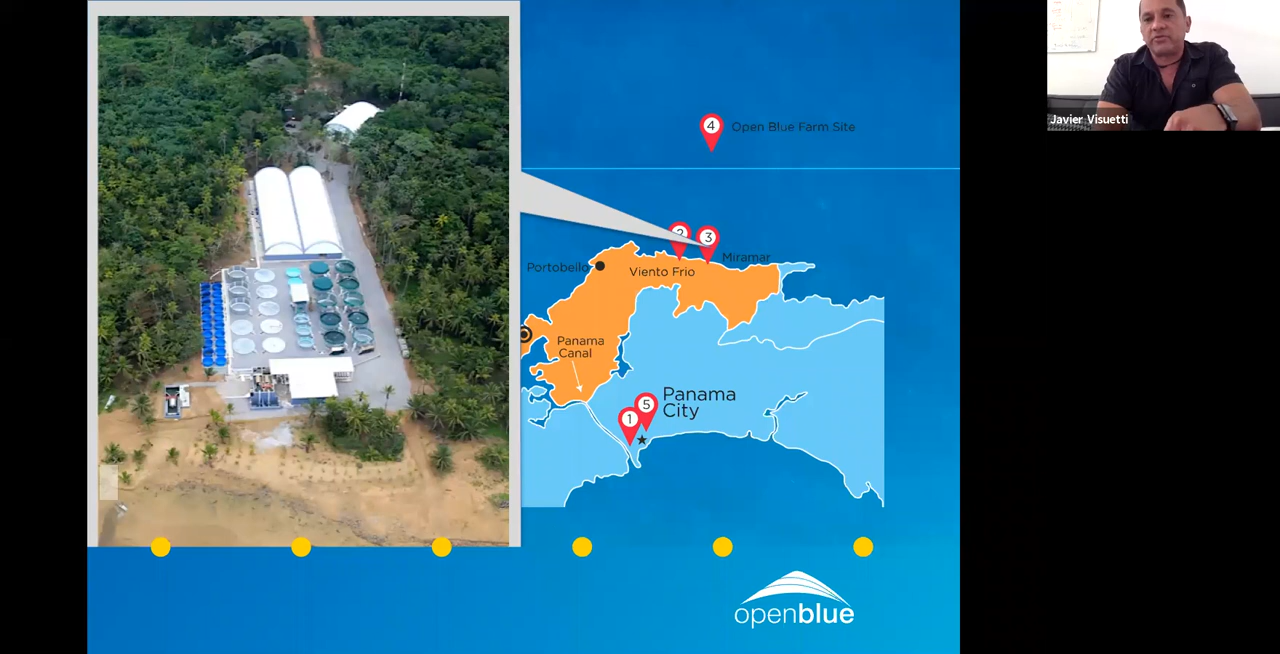 Javier Visuetti
4
Open Blue Farm Site
2
3
Miramar
Portobello
Viento Frio
Panama
Canal
Panama
City
5
1
openblue